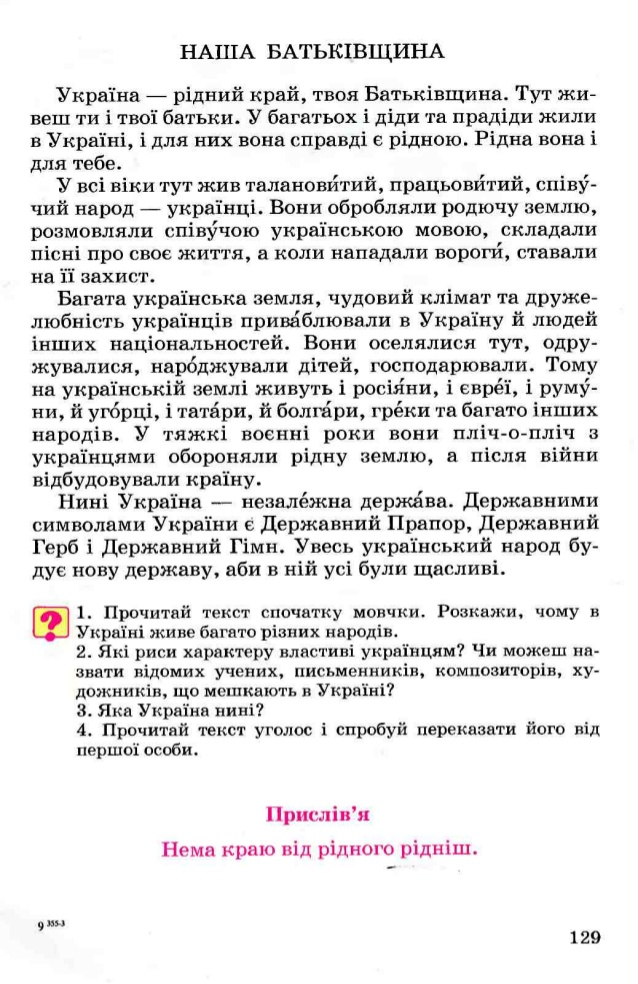 НАША БАТЬКІВЩИНА
Україна — рідний край, твоя Батьківщина. Тут жи-
веш ти і твої батьки. У багатьох і діди та прадіди жили
в Україні, і для них вона справді є рідною. Рідна вона і
для тебе.
У всі віки тут жив таланови́тий, працьови́тий, співу́-
чий народ — українці. Вони обробляли родючу землю,
розмовляли співу́чою українською мовою, складали
пісні про своє життя, а коли нападали вороги́, ставали
на її захист.
Багата українська земля, чудовий клімат та друже-
любність українців прива́блювали в Україну й людей
інших національностей. Вони оселялися тут, одру-
жувалися, наро́джували дітей, господарювали. Тому
на українській землі живуть і росія́ни, і євре́ї, і руму́-
ни, й уго́рці, і тата́ри, й болга́ри, гре́ки та багато інших
народів. У тяжкі воєнні роки вони пліч-о-пліч з
українцями обороняли рідну землю, а після війни
відбудовували країну.
Нині Україна — незале́жна держа́ва. Державними
символами України є Державний Прапор, Державний
Герб і Державний Гімн. Увесь український народ бу-
дує нову державу, аби в ній усі були щасливі.
?
1. Прочитай текст спочатку мовчки. Розкажи, чому в
Україні живе багато різних народів.
2. Які риси характеру властиві українцям? Чи можеш на-
звати відомих учених, письменників, композиторів, ху-
дожників, що мешкають в Україні?
3. Яка Україна нині?
4. Прочитай текст уголос і спробуй переказати його від
першої особи.
Прислів’я
Нема краю від рідного рідніш.
9 355-3
129